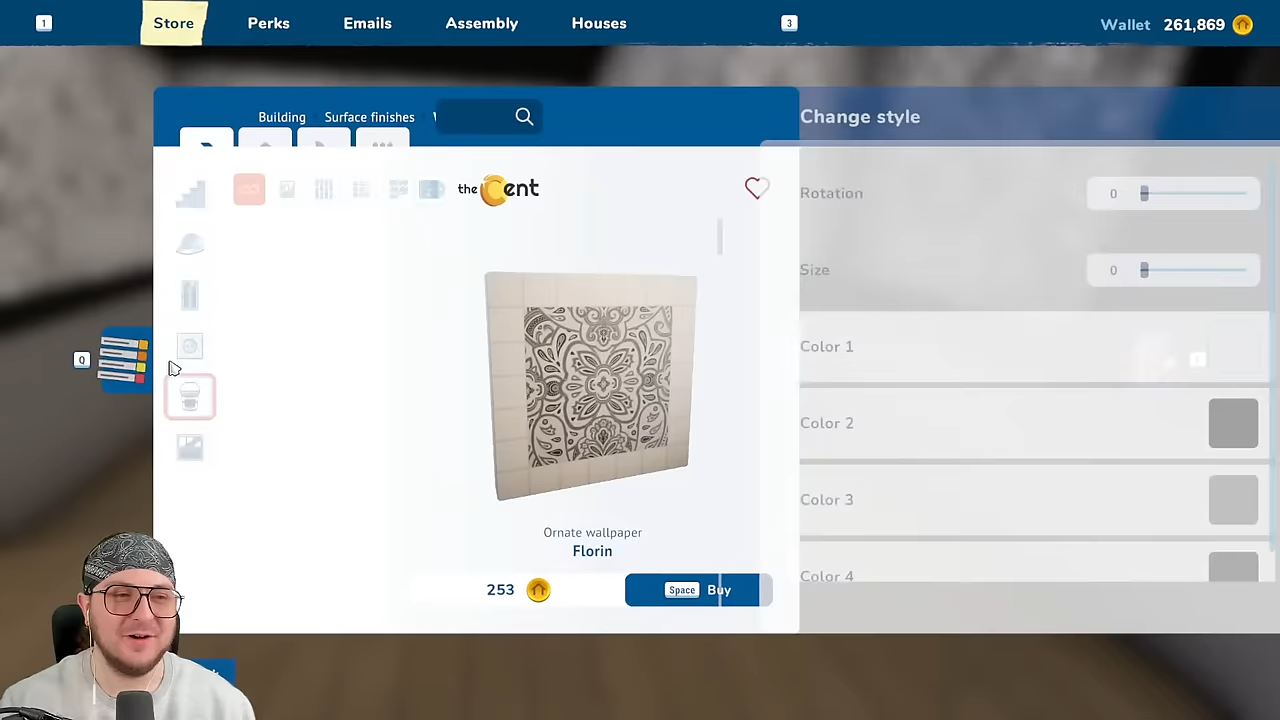 1 Store Perks Emails Assembly Houses 3 Wallet 261,869
Building Surface finishes
Change style
the Cent
Rotation 0
Size 0
Q
Color 1
Color 2
Color 3
Color 4
Ornate wallpaper
Florin
253 Space Buy